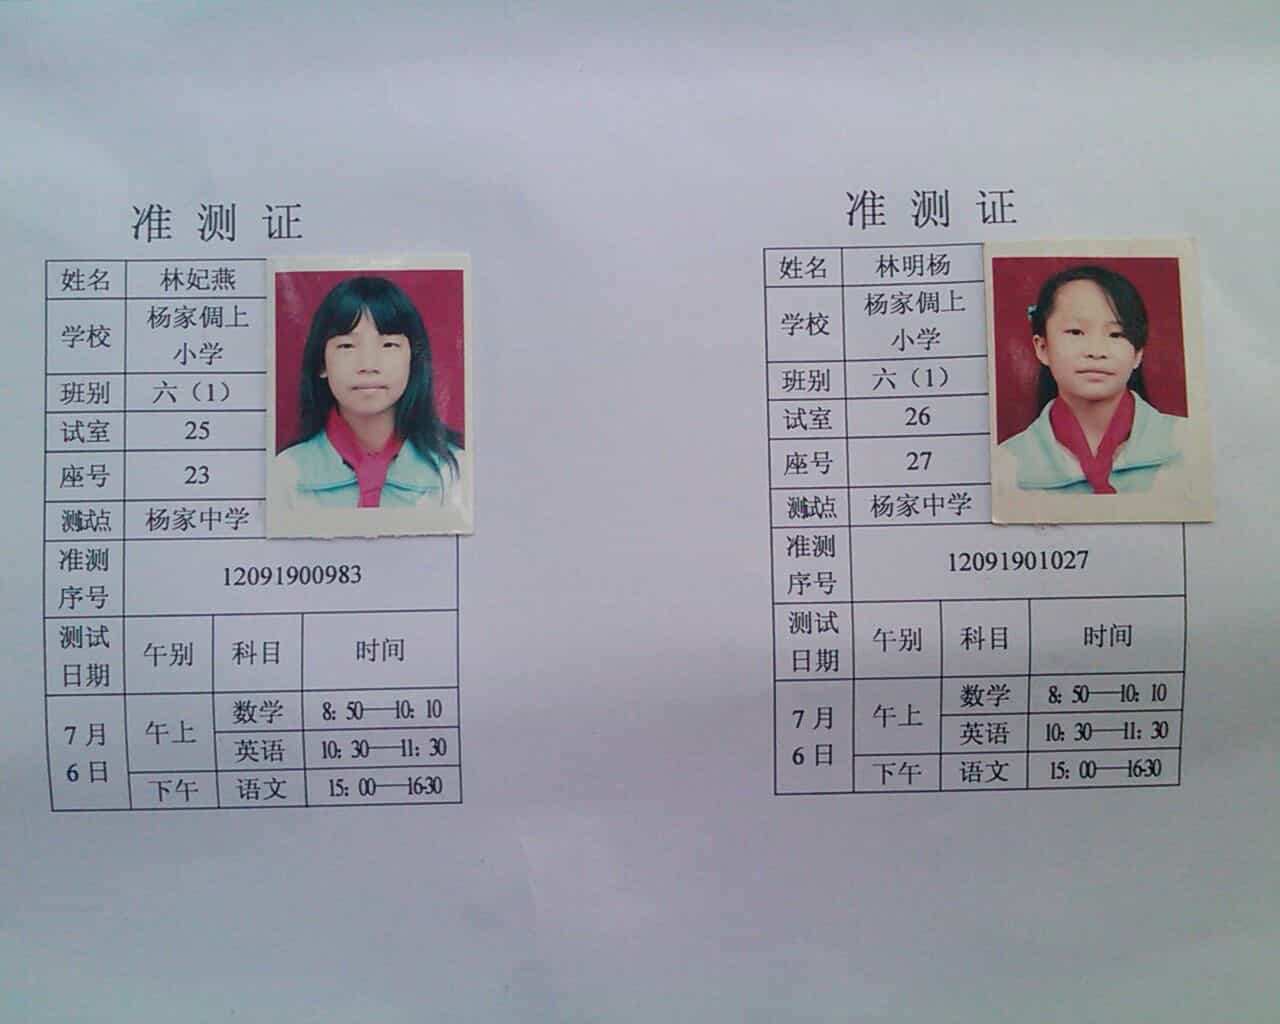 准测证
姓名 林妃燕
学校 杨家倜上
小学
班别 六（1）
试室 25
座号 23
测试点 杨家中学
准测
序号 12091900983
测试
日期 午别 科目 时间
7月
6日 午上 数学 8：50——10：10
英语 10：30——11：30
下午 语文 15：00——16-30
准测证
姓名 林明杨
学校 杨家倜上
小学
班别 六（1）
试室 26
座号 27
测试点 杨家中学
准测
序号 12091901027
测试
日期 午别 科目 时间
7月
6日 午上 数学 8：50——10：10
英语 10：30——11：30
下午 语文 15：00——16-30